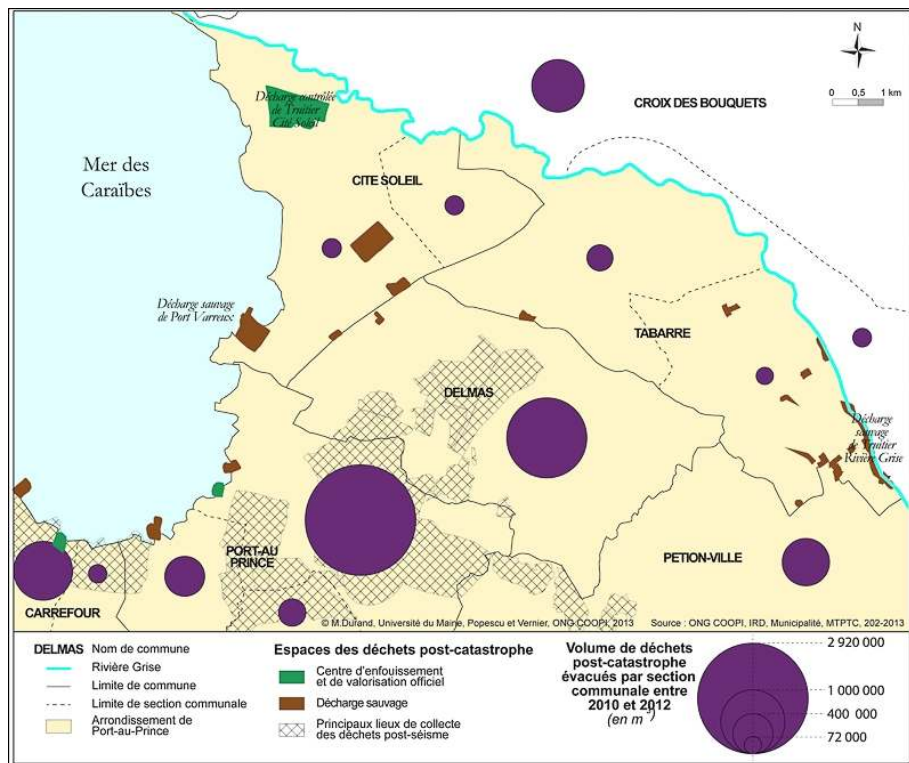 N
0 0,5 1 km
CROIX DES BOUQUETS
Décharge contrôlée
de Truitier
Cité Soleil
Mer des
Caraïbes
CITE SOLEIL
Décharge sauvage
de Port Varreux
TABARRE
DELMAS
Décharge
sauvage
de Truitier
Rivière Grise
PORT-AU
PRINCE
PETION-VILLE
CARREFOUR
© M.Durand, Université du Maine, Popescu et Vernier, ONG COOPI, 2013
Source : ONG COOPI, IRD, Municipalité, MTPTC, 202-2013
DELMAS Nom de commune
Rivière Grise
Limite de commune
Limite de section communale
Arrondissement de
Port-au-Prince
Espaces des déchets post-catastrophe
Centre d'enfouissement
et de valorisation officiel
Décharge sauvage
Principaux lieux de collecte
des déchets post-séisme
Volume de déchets
post-catastrophe
évacués par section
communale entre
2010 et 2012
(en m³)
2 920 000
1 000 000
400 000
72 000